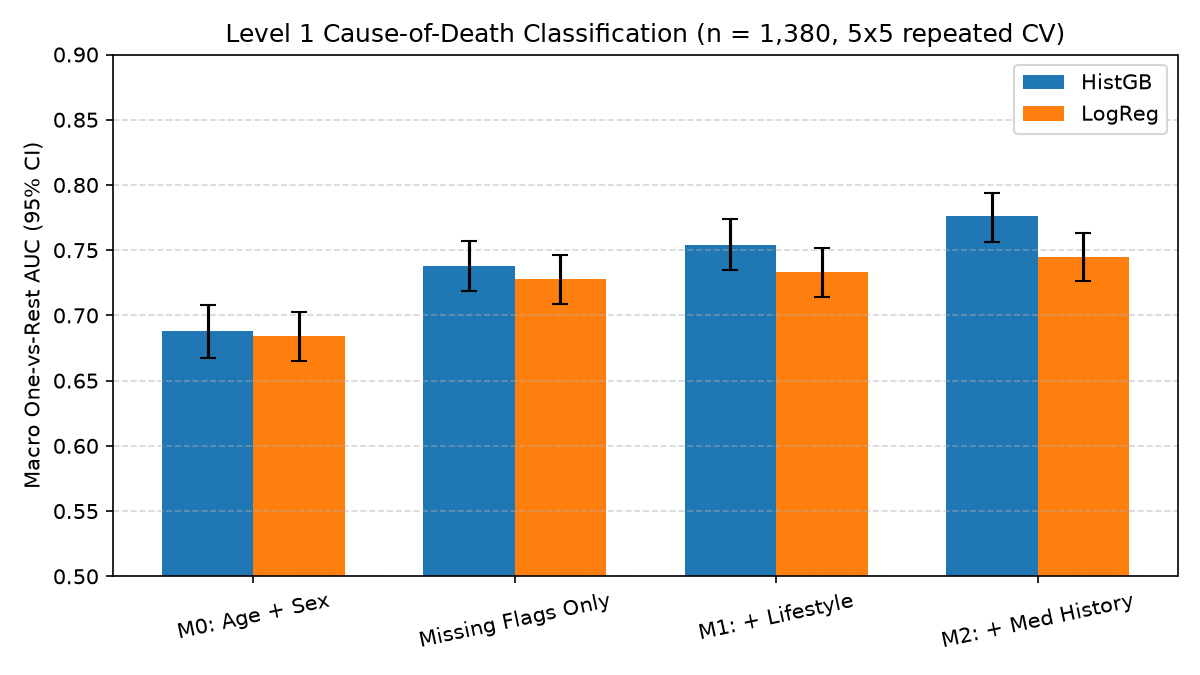 Level 1 Cause-of-Death Classification (n = 1,380, 5x5 repeated CV)
HistGB
LogReg
Macro One-vs-Rest AUC (95% CI)
0.90
0.85
0.80
0.75
0.70
0.65
0.60
0.55
0.50
M0: Age + Sex
Missing Flags Only
M1: + Lifestyle
M2: + Med History